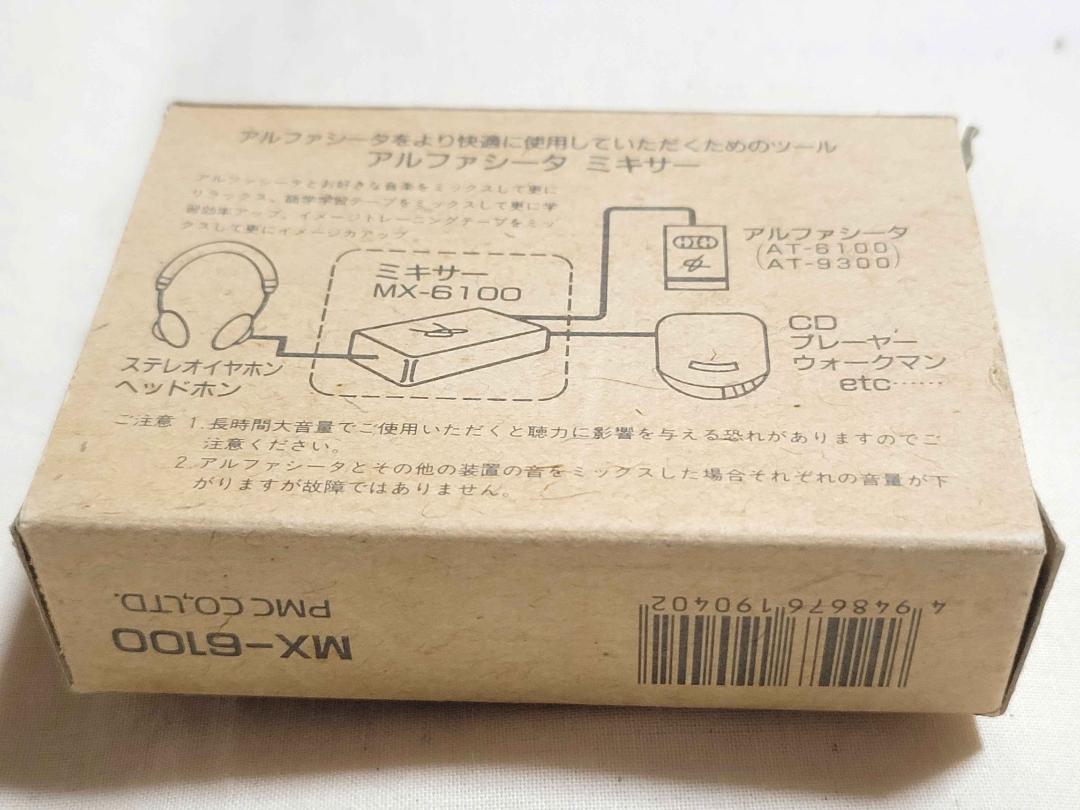 アルファシータをより快適に使用していただくためのツール
アルファシータ ミキサー
アルファシータとお好きな音楽をミックスして更に
リラックス、語学学習テープをミックスして更に学
習効率アップ、イメージトレーニングテープをミッ
クスして更にイメージ力アップ
ミキサー
MX-6100
アルファシータ
(AT-6100)
(AT-9300)
CD
プレーヤー
ウォークマン
etc……
ステレオイヤホン
ヘッドホン
ご注意 1.長時間大音量でご使用いただくと聴力に影響を与える恐れがありますのでご
注意ください。
2.アルファシータとその他の装置の音をミックスした場合それぞれの音量が下
がりますが故障ではありません。
MX-6100
PMC CO.,LTD.
4 948676 190402